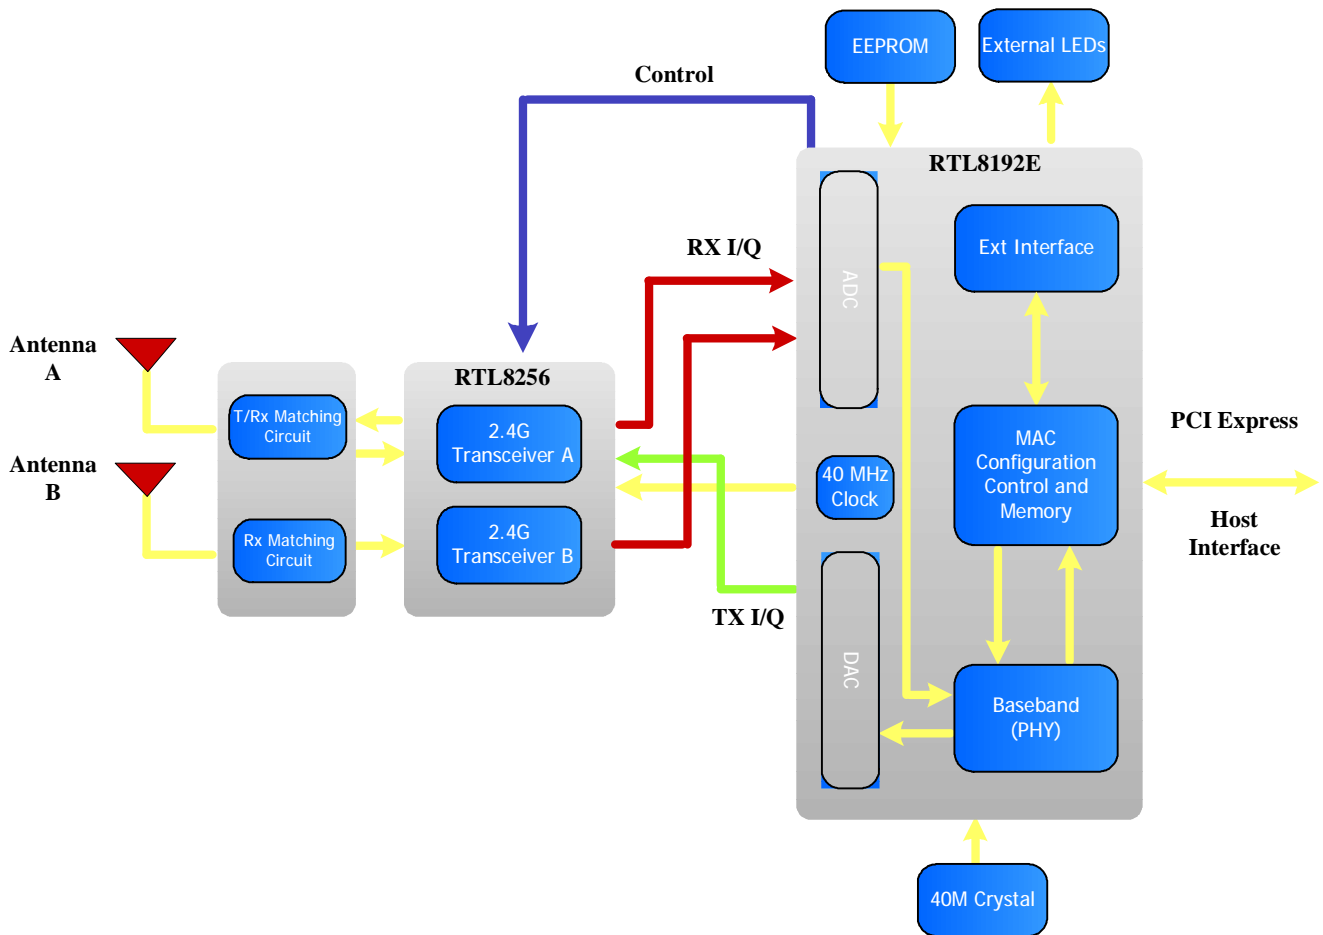 EEPROM
External LEDs
Control
RTL8192E
RX I/Q
ADC
Ext Interface
Antenna
A
RTL8256
T/Rx Matching
Circuit
2.4G
Transceiver A
MAC
Configuration
Control and
Memory
PCI Express
Antenna
B
40 MHz
Clock
Host
Interface
Rx Matching
Circuit
2.4G
Transceiver B
TX I/Q
DAC
Baseband
(PHY)
40M Crystal